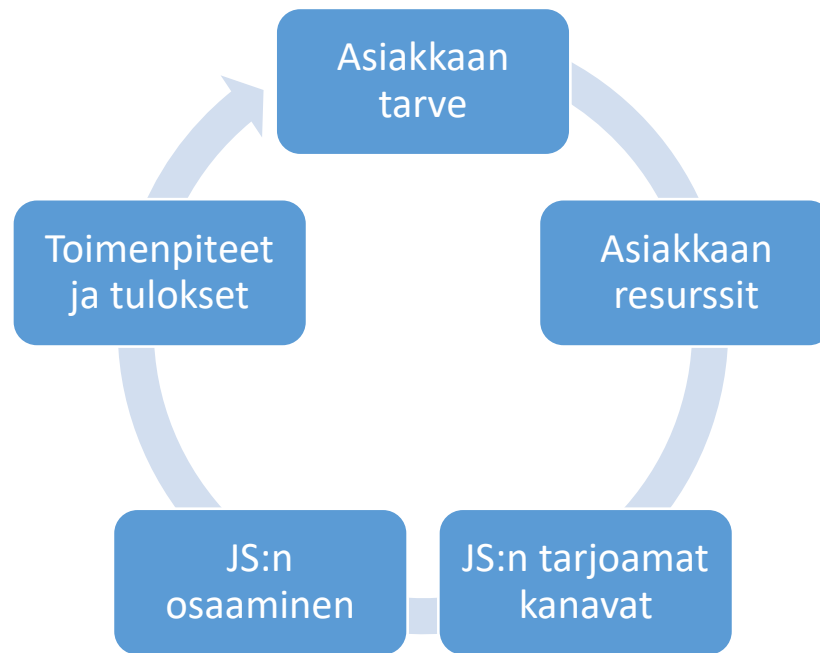 Asiakkaan
tarve
Asiakkaan
resurssit
JS:n tarjoamat
kanavat
JS:n
osaaminen
Toimenpiteet
ja tulokset